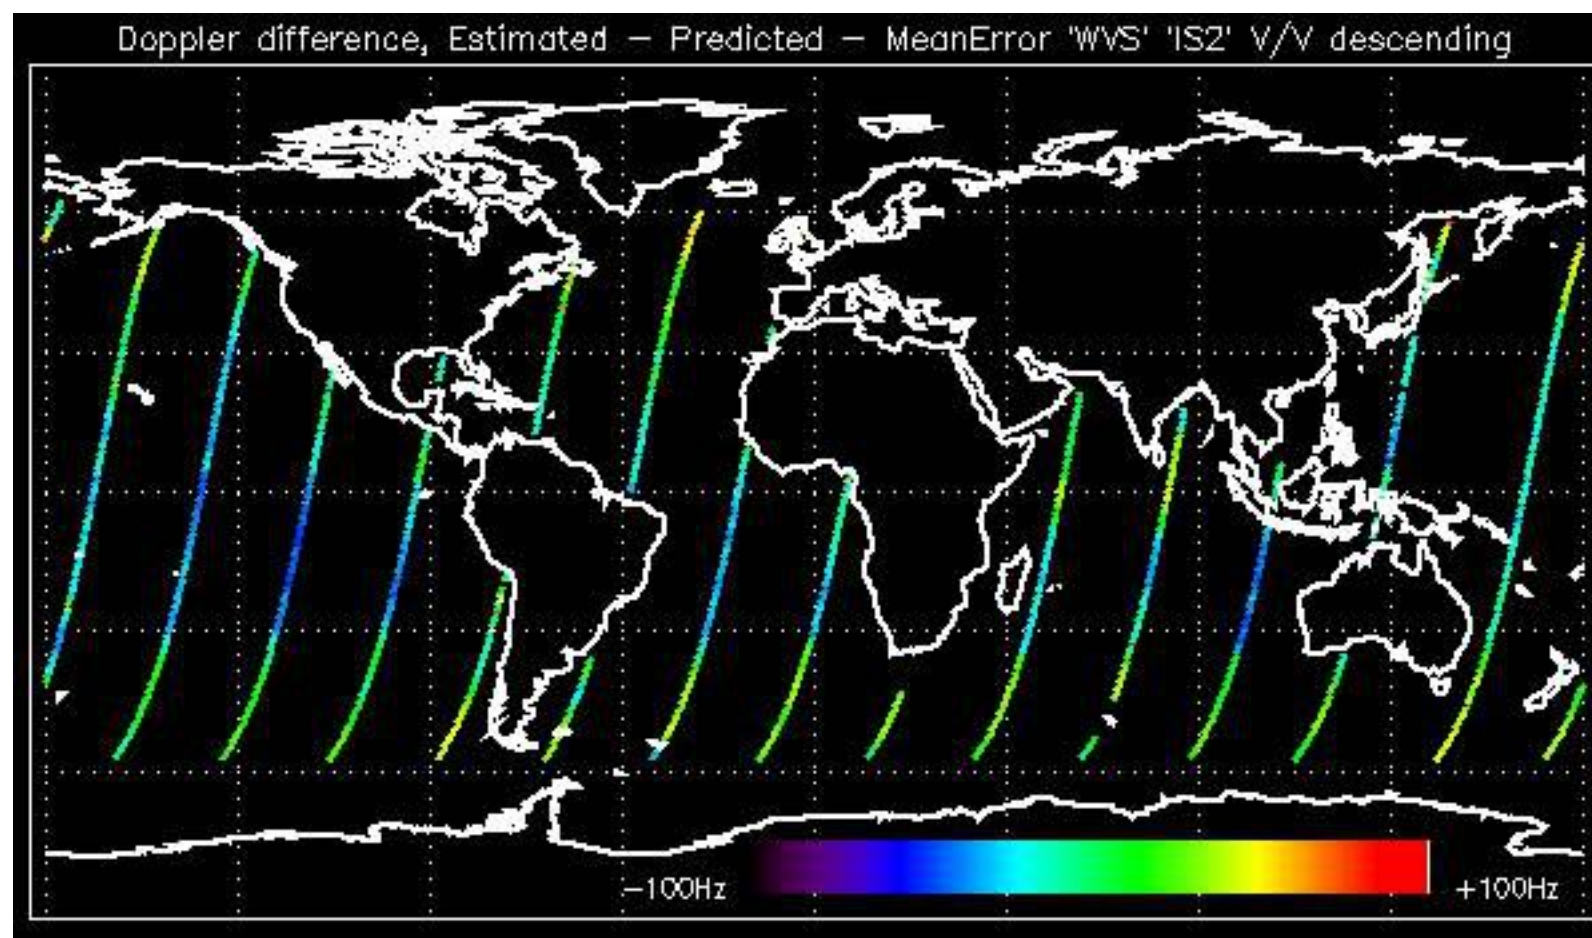 Doppler difference, Estimated – Predicted – MeanError 'WVS' 'IS2' V/V descending
–100Hz +100Hz